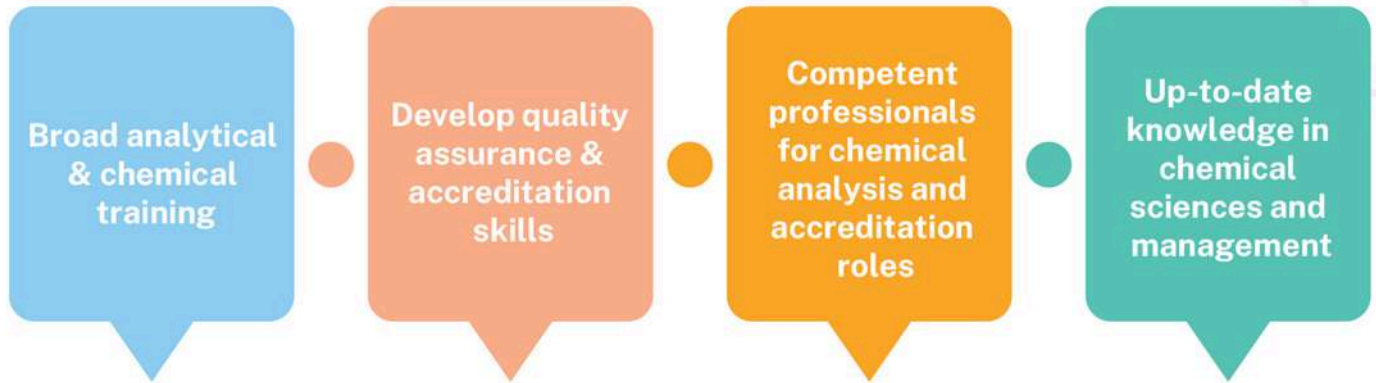 Broad analytical
& chemical
training
Develop quality
assurance &
accreditation
skills
Competent
professionals
for chemical
analysis and
accreditation
roles
Up-to-date
knowledge in
chemical
sciences and
management